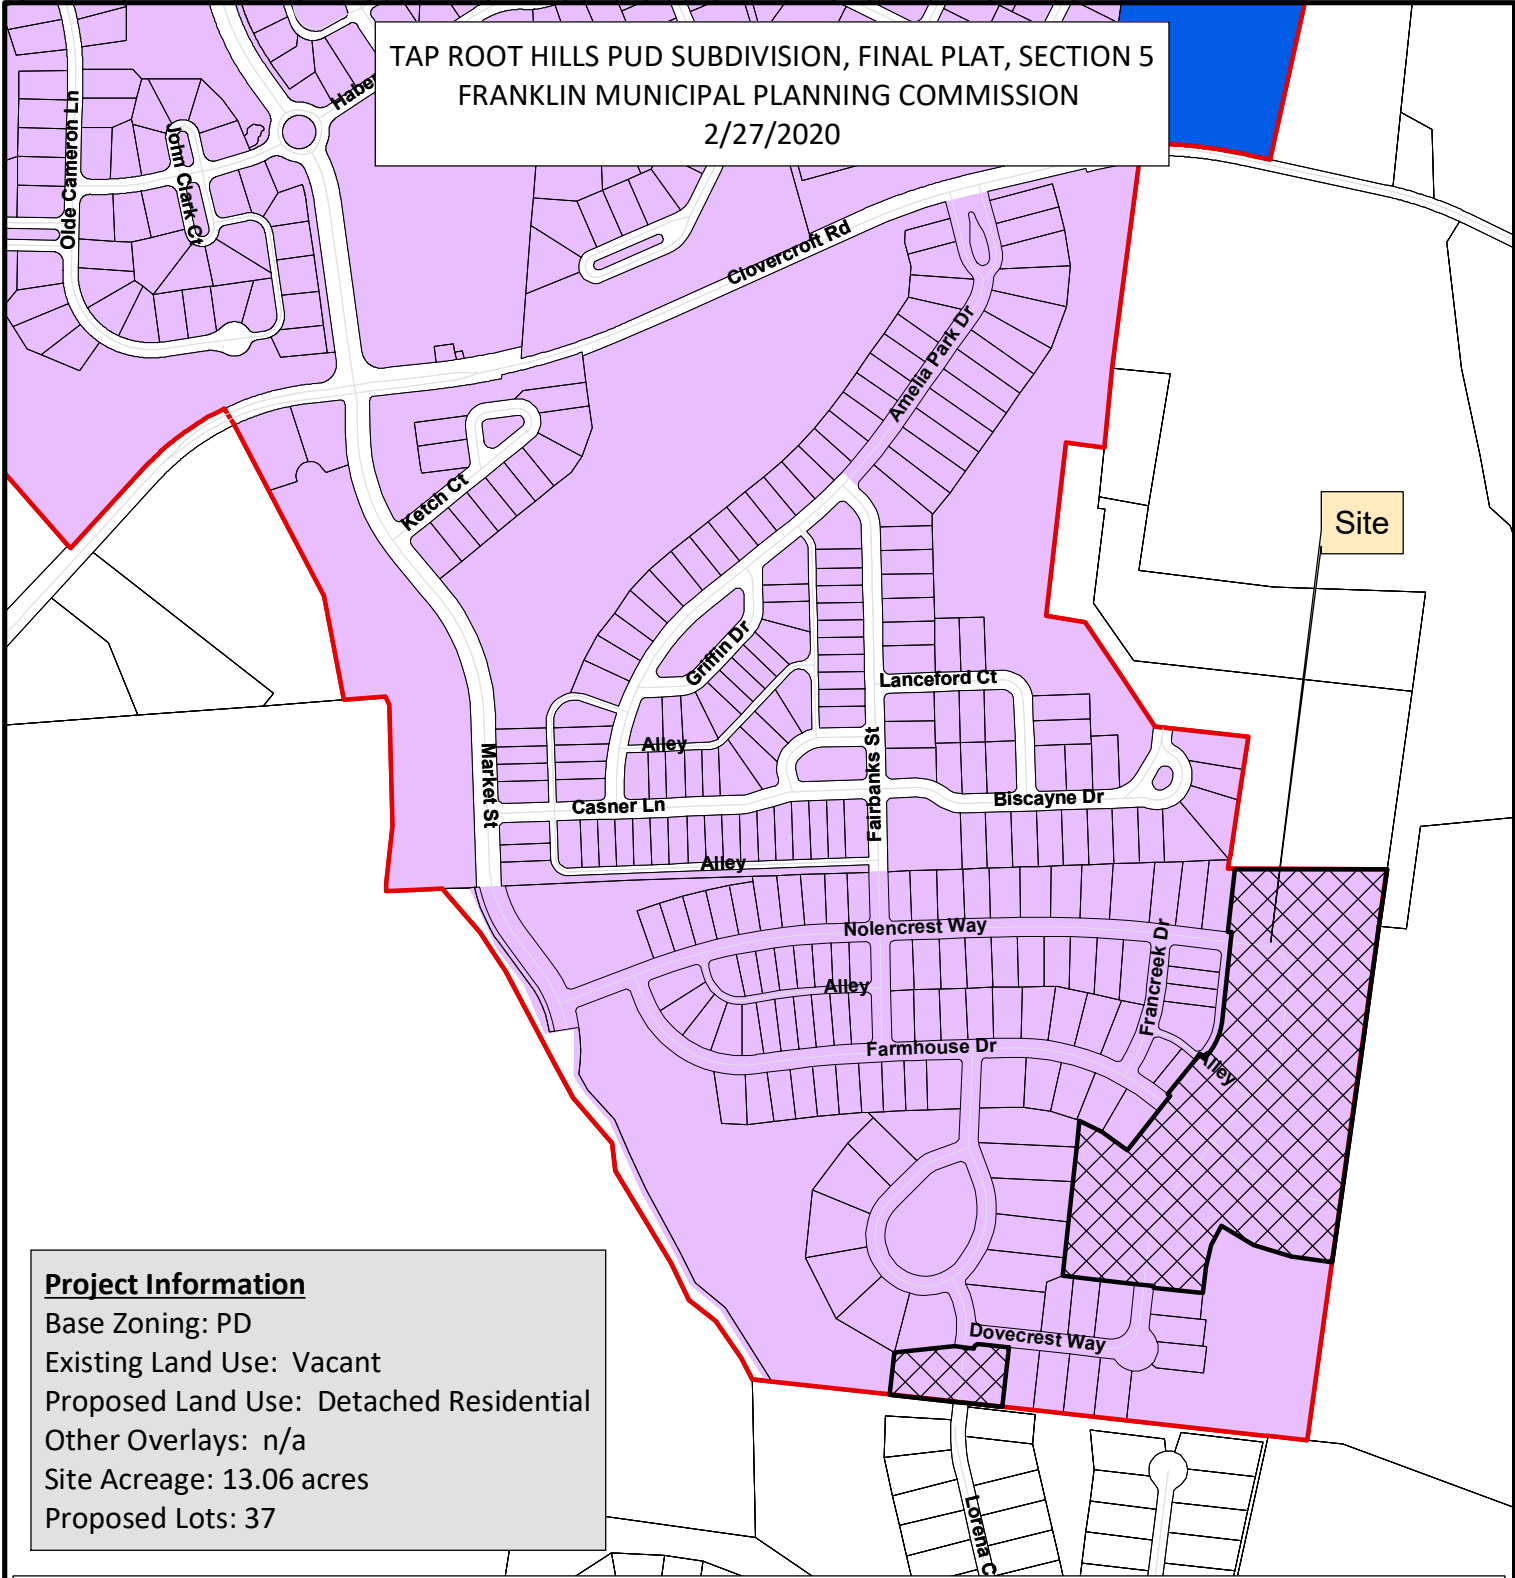 TAP ROOT HILLS PUD SUBDIVISION, FINAL PLAT, SECTION 5
FRANKLIN MUNICIPAL PLANNING COMMISSION
2/27/2020
Olde Cameron Ln
John Clark Ct
Clovercroft Rd
Amelia Park Dr
Ketch Ct
Site
Griffin Dr
Lanceford Ct
Alley
Market St
Fairbanks St
Casner Ln
Biscayne Dr
Alley
Nolencrest Way
Francreek Dr
Alley
Farmhouse Dr
Alley
Dovecrest Way
Lorena C
Project Information
Base Zoning: PD
Existing Land Use: Vacant
Proposed Land Use: Detached Residential
Other Overlays: n/a
Site Acreage: 13.06 acres
Proposed Lots: 37